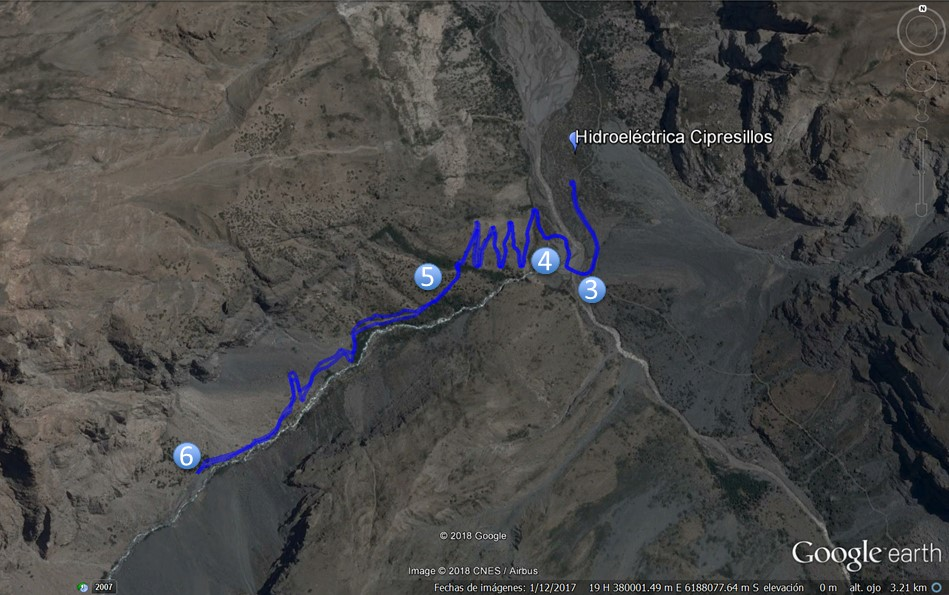 N
Hidroeléctrica Cipresillos
5
4
3
6
© 2018 Google
Image © 2018 CNES / Airbus
Google earth
2007
Fechas de imágenes: 1/12/2017 19 H 380001.49 m E 6188077.64 m S elevación 0 m alt. ojo 3.21 km